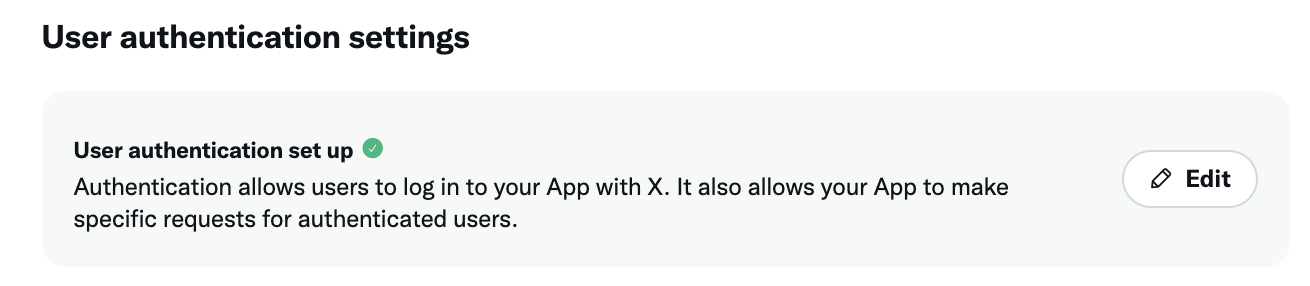 User authentication settings
User authentication set up
Authentication allows users to log in to your App with X. It also allows your App to make
specific requests for authenticated users.
Edit